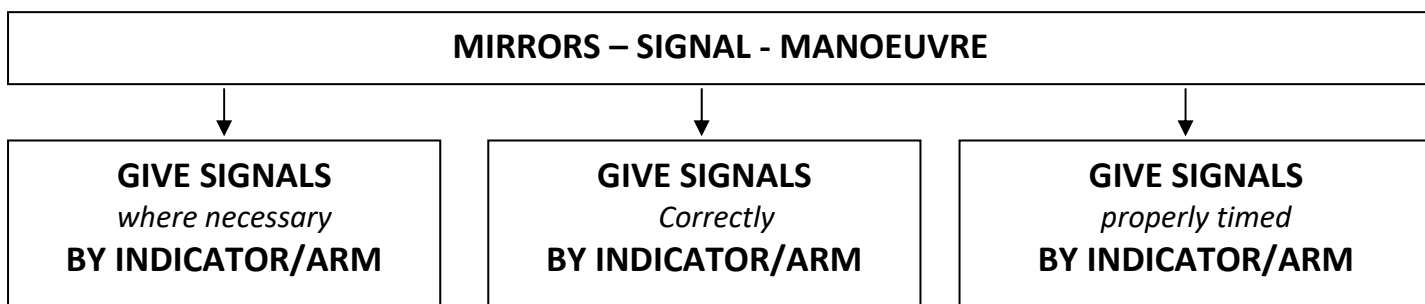 MIRRORS – SIGNAL - MANOEUVRE
GIVE SIGNALS
where necessary
BY INDICATOR/ARM
GIVE SIGNALS
Correctly
BY INDICATOR/ARM
GIVE SIGNALS
properly timed
BY INDICATOR/ARM